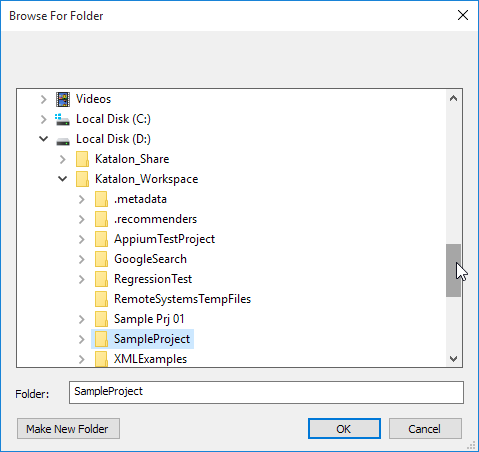 Browse For Folder
Videos
Local Disk (C:)
Local Disk (D:)
Katalon_Share
Katalon_Workspace
.metadata
.recommenders
AppiumTestProject
GoogleSearch
RegressionTest
RemoteSystemsTempFiles
Sample Prj 01
SampleProject
XMLExamples
Folder: SampleProject
Make New Folder OK Cancel